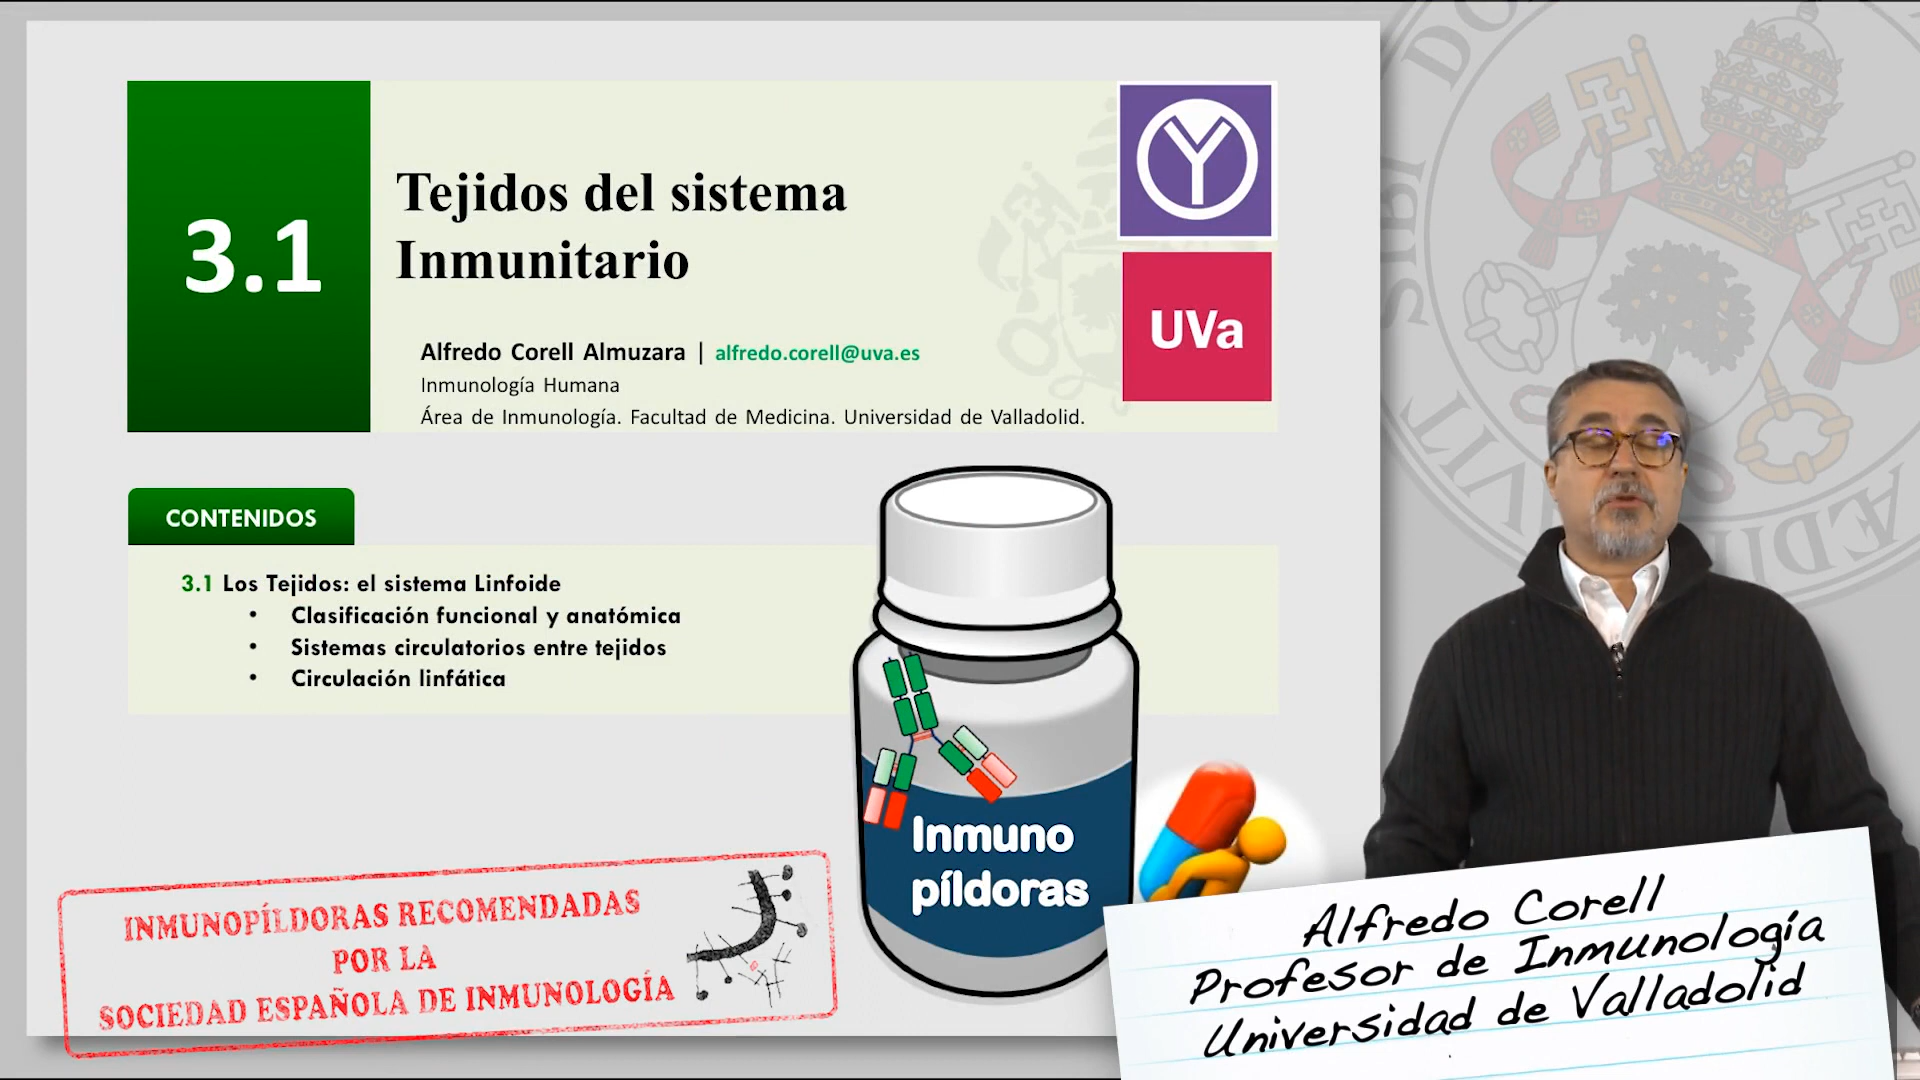 3.1
Tejidos del sistema
Inmunitario
Alfredo Corell Almuzara | alfredo.corell@uva.es
Inmunología Humana
Área de Inmunología. Facultad de Medicina. Universidad de Valladolid.
UVa
CONTENIDOS
3.1 Los Tejidos: el sistema Linfoide
• Clasificación funcional y anatómica
• Sistemas circulatorios entre tejidos
• Circulación linfática
Inmuno
píldoras
INMUNOPÍLDORAS RECOMENDADAS
POR LA
SOCIEDAD ESPAÑOLA DE INMUNOLOGÍA
Alfredo Corell
Profesor de Inmunología
Universidad de Valladolid